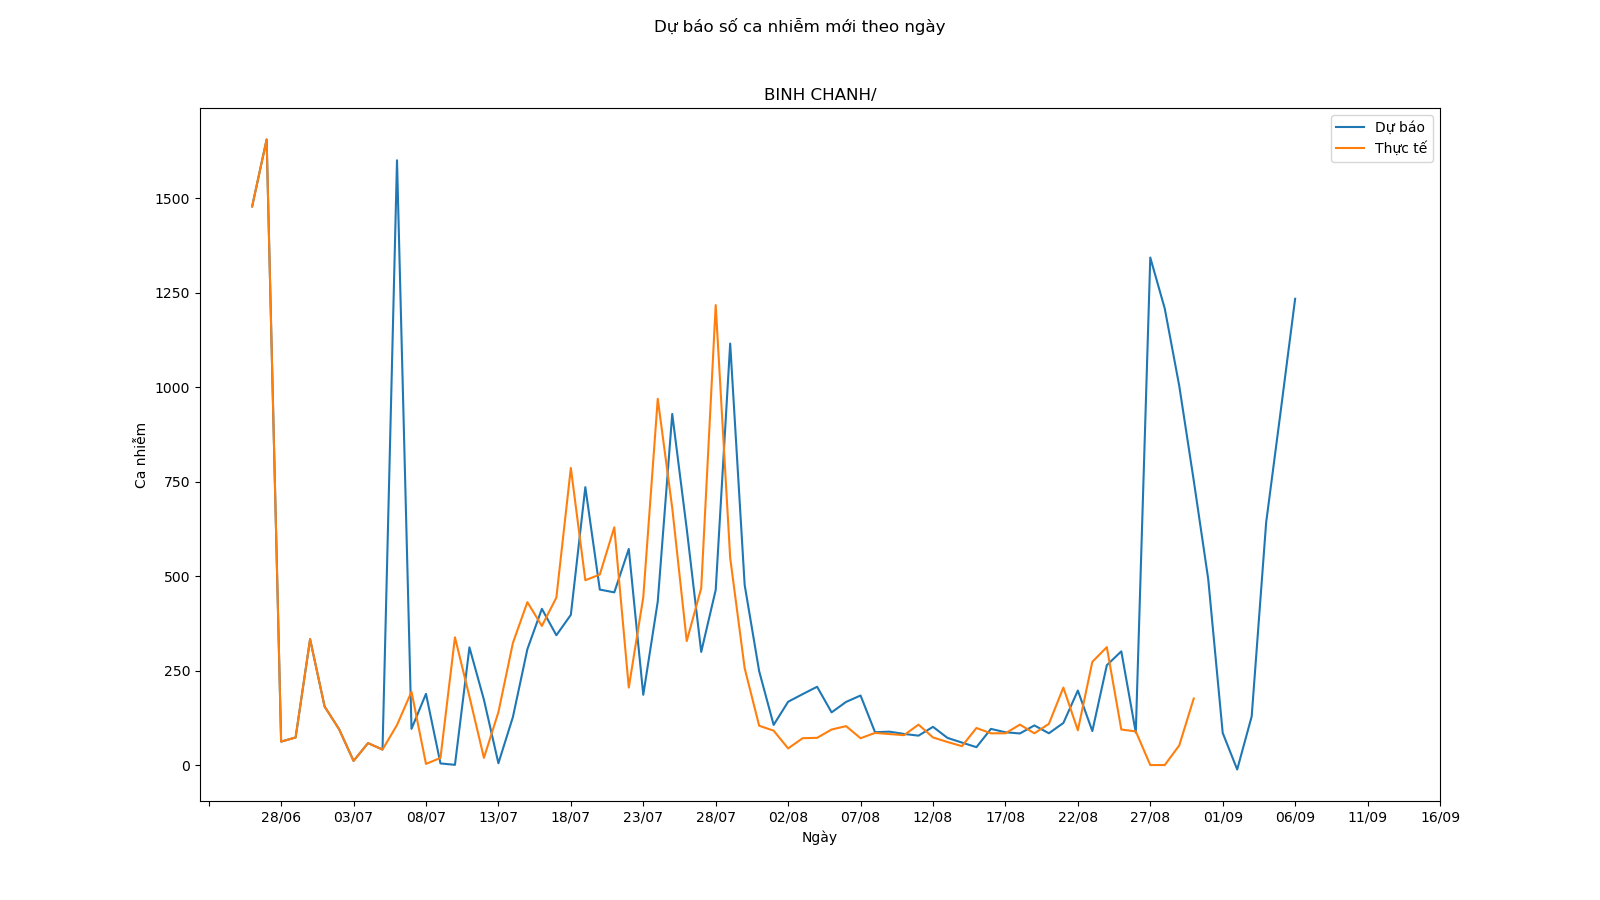 Dự báo số ca nhiễm mới theo ngày
BINH CHANH/
Dự báo
Thực tế
1500
1250
1000
750
500
250
0
Ca nhiễm
28/06 03/07 08/07 13/07 18/07 23/07 28/07 02/08 07/08 12/08 17/08 22/08 27/08 01/09 06/09 11/09 16/09
Ngày